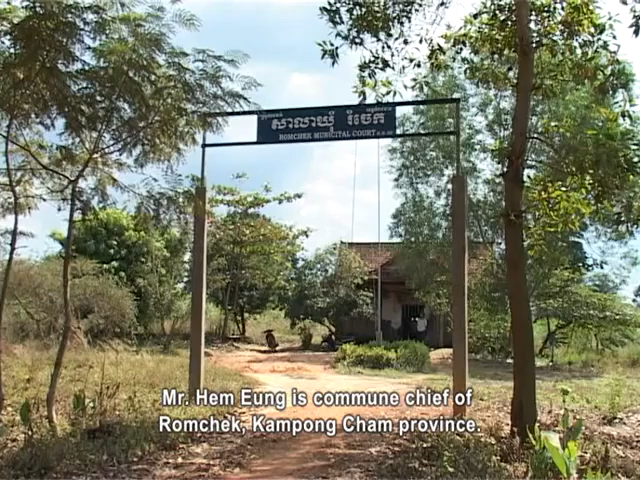 សាលាឃុំ រំចេក
ROMCHEK MUNICITAL COURT
Mr. Hem Eung is commune chief of
Romchek, Kampong Cham province.